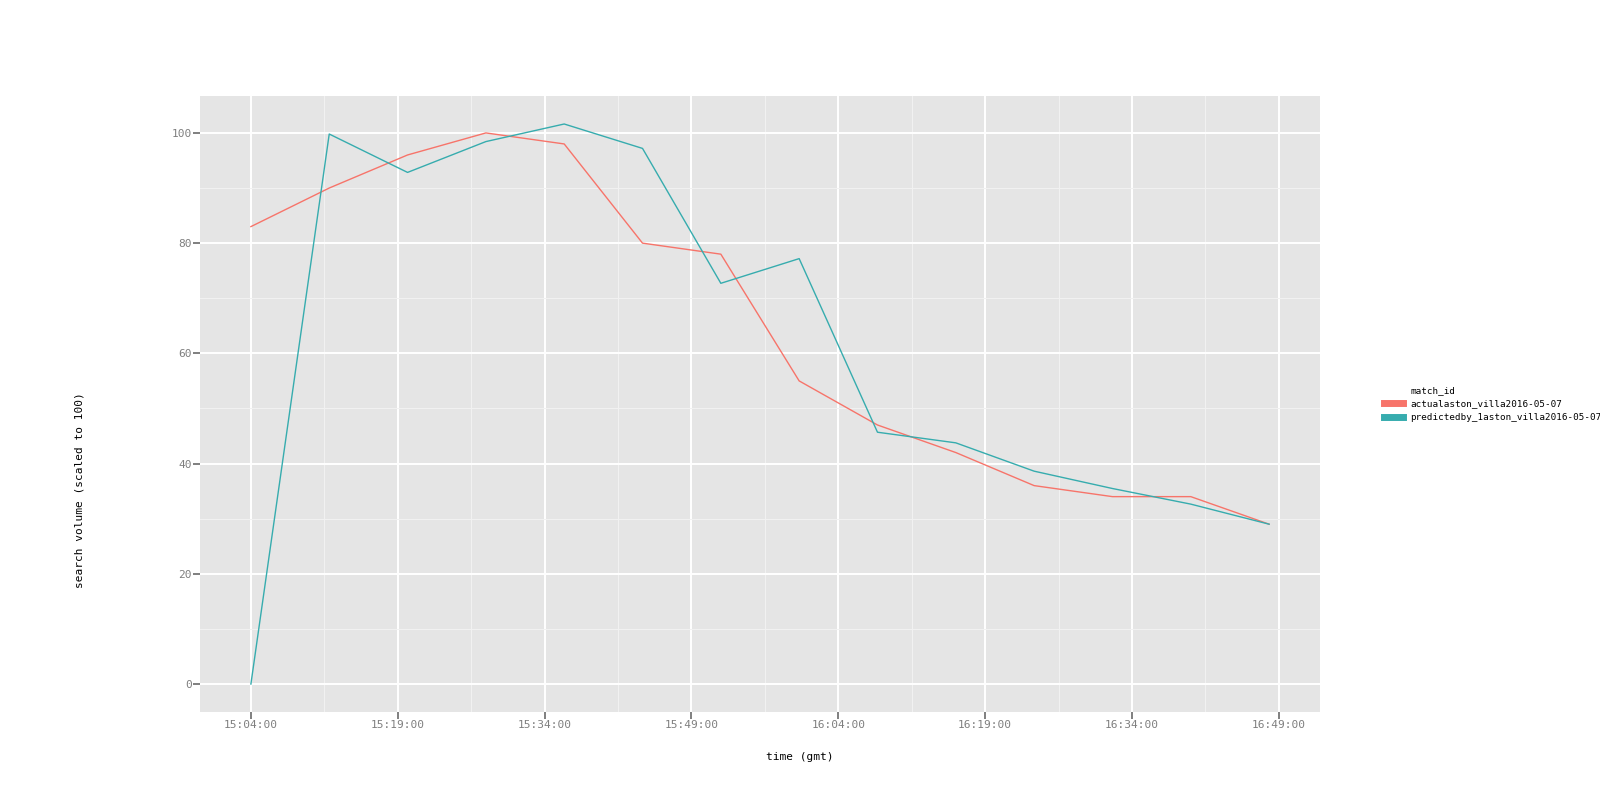 search volume (scaled to 100)
100
80
60
40
20
0
15:04:00 15:19:00 15:34:00 15:49:00 16:04:00 16:19:00 16:34:00 16:49:00
time (gmt)
match_id
actualaston_villa2016-05-07
predictedby_1aston_villa2016-05-07